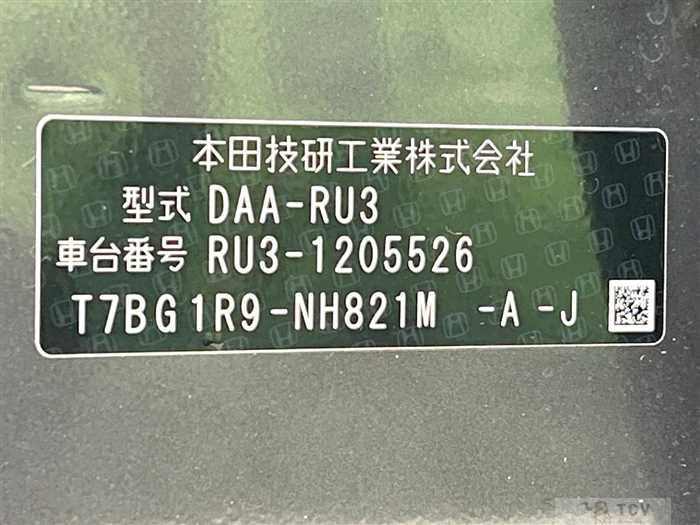 本田技研工業株式会社
型式 DAA-RU3
車台番号 RU3-1205526
T7BG1R9-NH821M -A -J
TCV